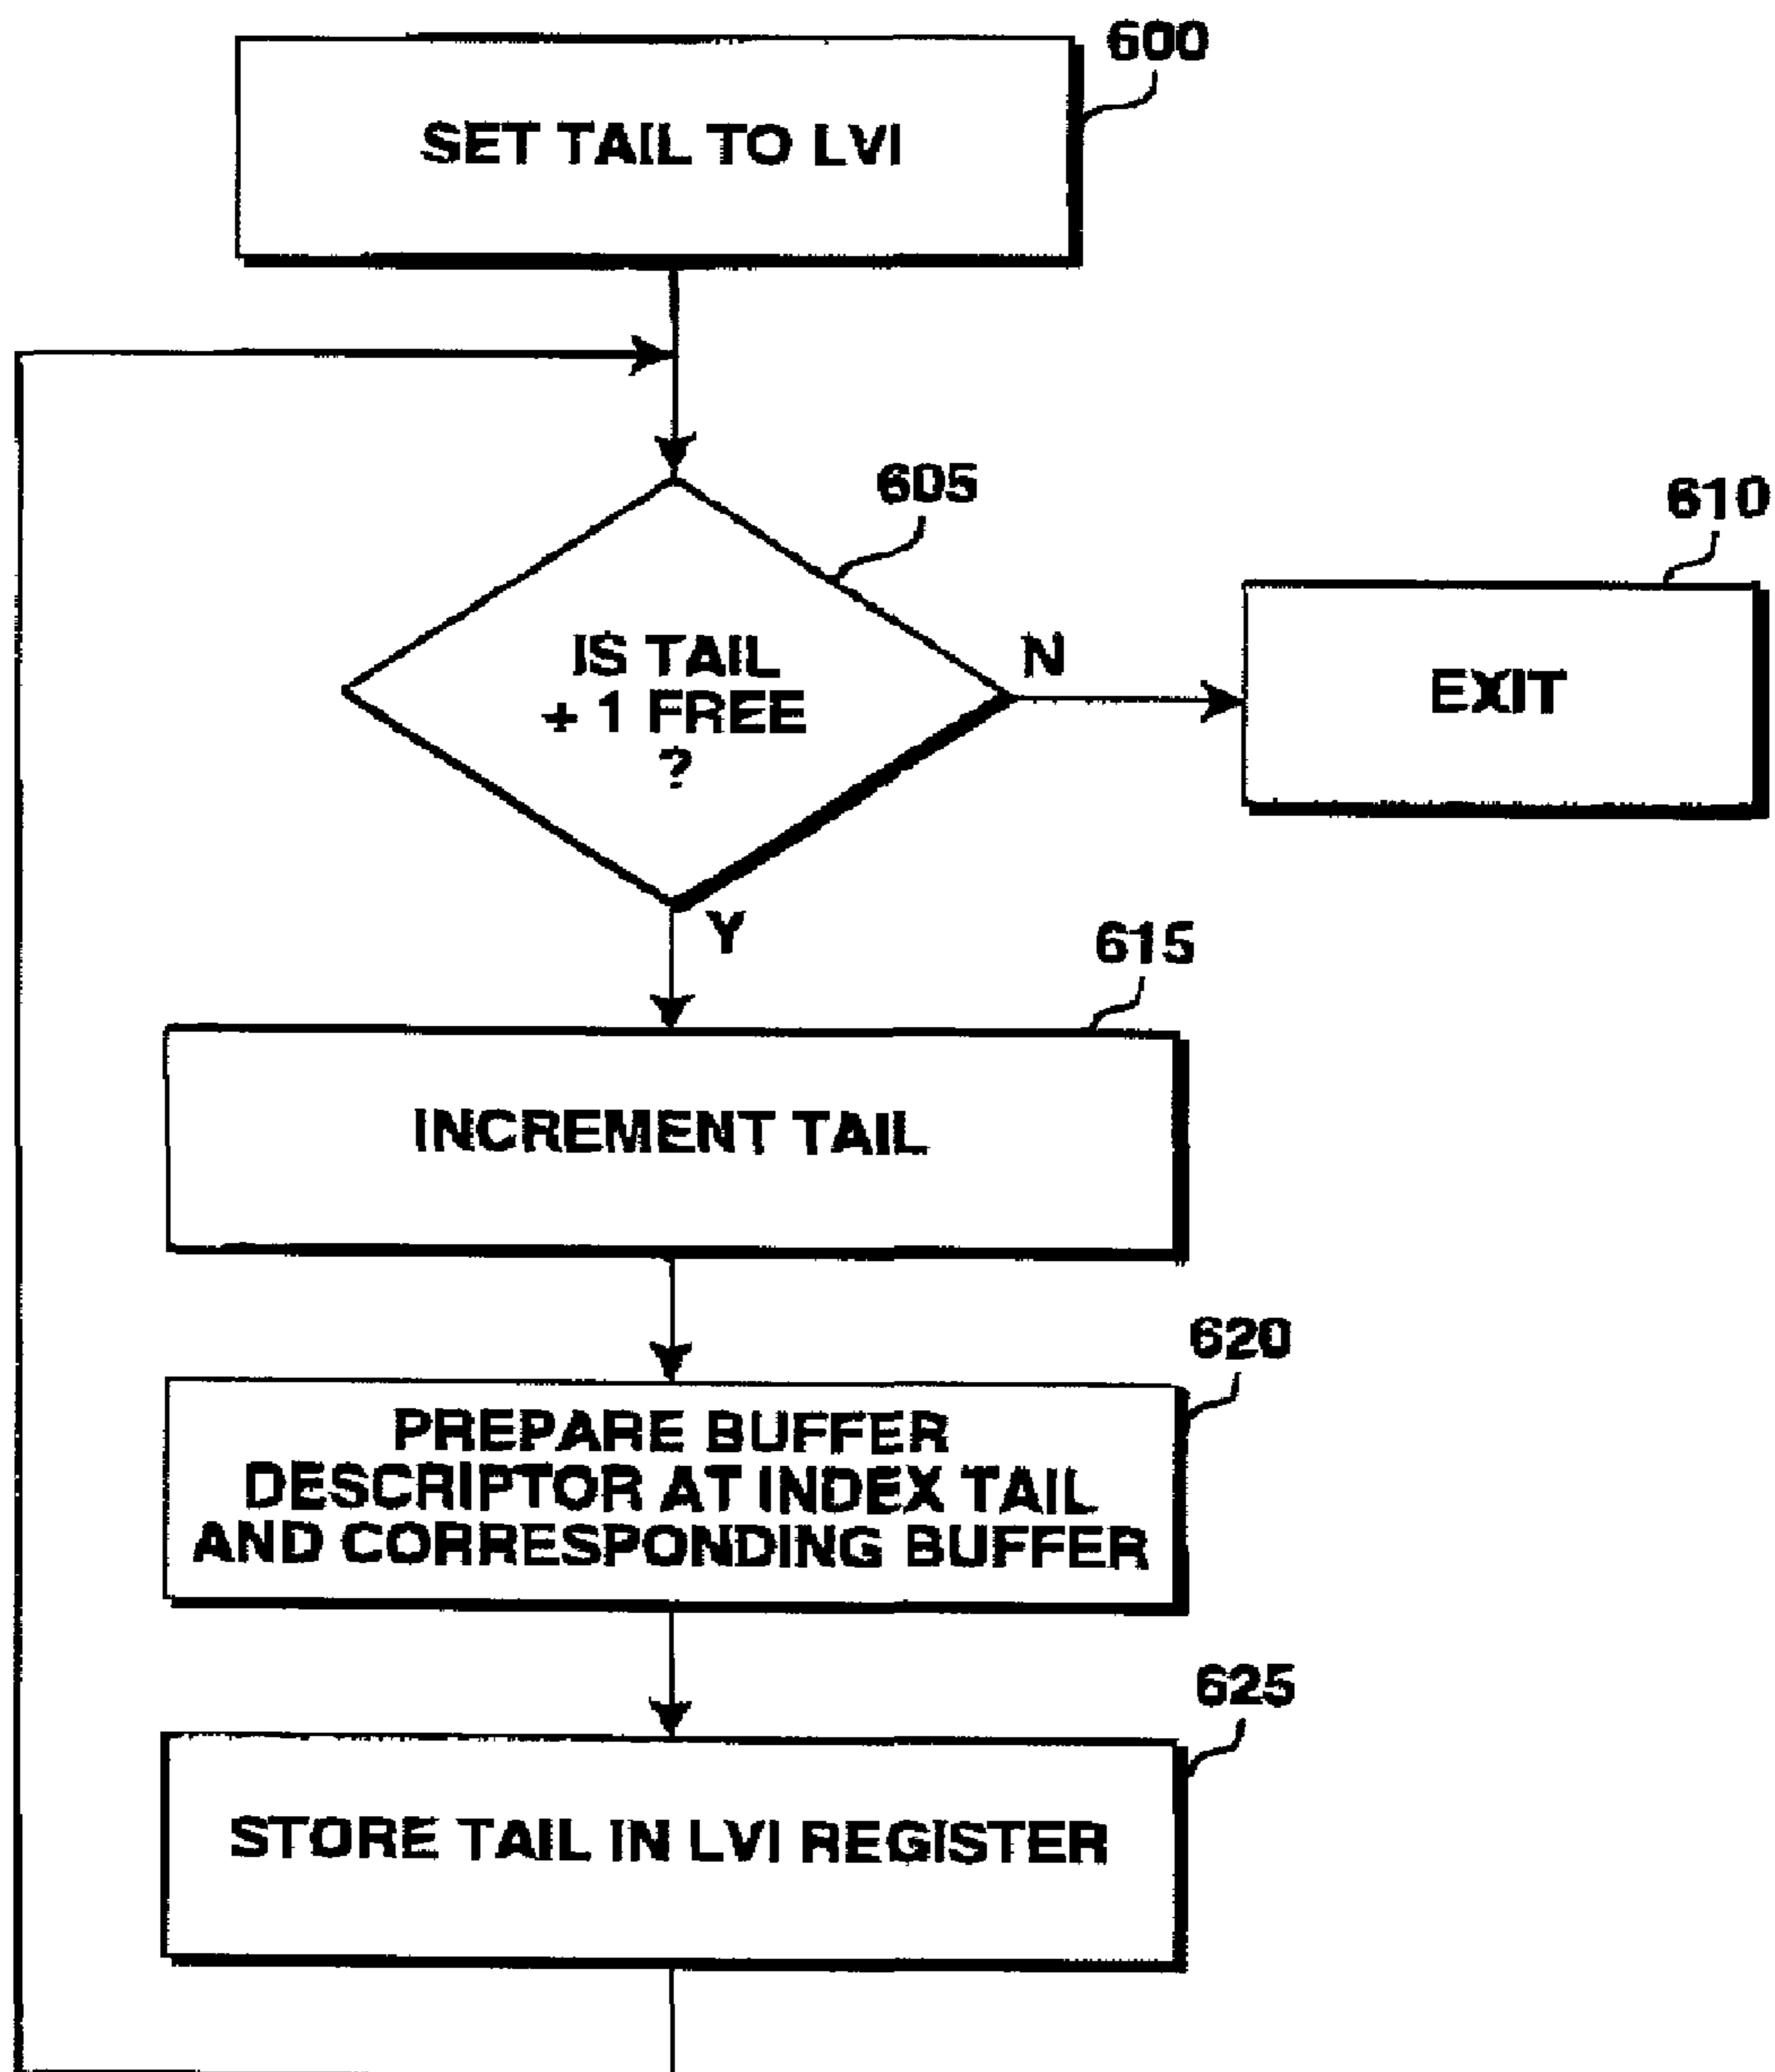 600
SET TAIL TO LVI
605
610
IS TAIL
+ 1 FREE
?
N
EXIT
Y
615
INCREMENT TAIL
620
PREPARE BUFFER
DESCRIPTOR AT INDEX TAIL
AND CORRESPONDING BUFFER
625
STORE TAIL IN LVI REGISTER